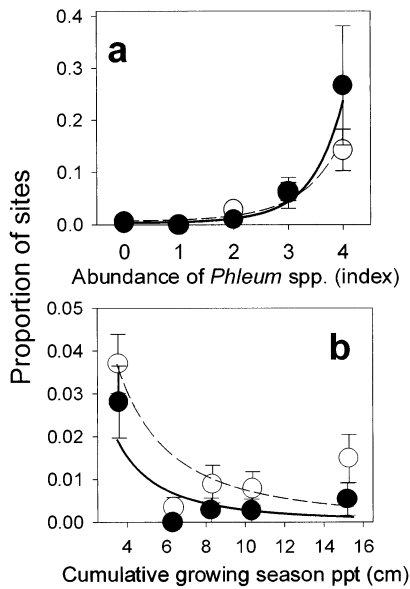 Proportion of sites
a
0.4
0.3
0.2
0.1
0.0
0 1 2 3 4
Abundance of Phleum spp. (index)
b
0.05
0.04
0.03
0.02
0.01
0.00
4 6 8 10 12 14 16
Cumulative growing season ppt (cm)